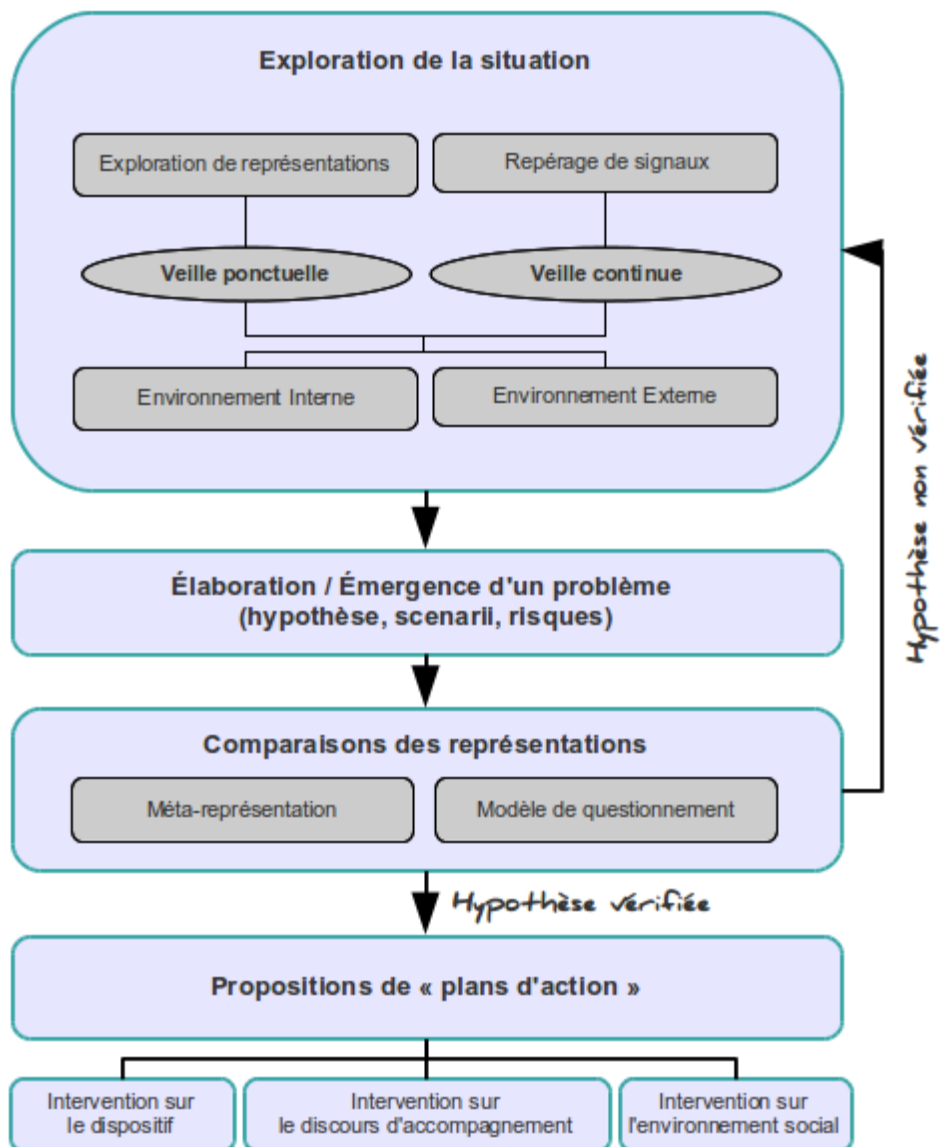 Exploration de la situation
Exploration de représentations
Repérage de signaux
Veille ponctuelle
Veille continue
Environnement Interne
Environnement Externe
Hypothèse non vérifiée
Élaboration / Émergence d'un problème
(hypothèse, scenarii, risques)
Comparaisons des représentations
Méta-représentation
Modèle de questionnement
Hypothèse vérifiée
Propositions de « plans d'action »
Intervention sur
le dispositif
Intervention sur
le discours d'accompagnement
Intervention sur
l'environnement social